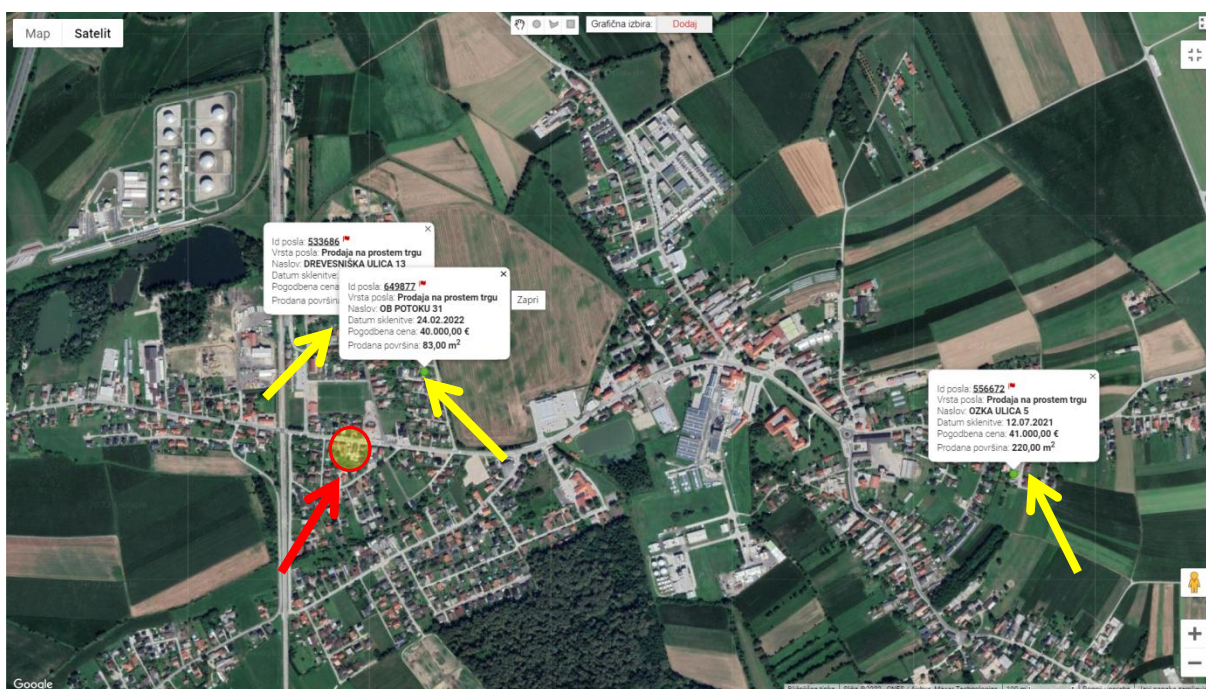 Map Satelit
Grafična izbira: Dodaj
Id posla: 533686
Vrsta posla: Prodaja na prostem trgu
Naslov: DREVESNIŠKA ULICA 13
Datum sklenitve:
Pogodbena cena
Prodana površin
Id posla: 649877
Vrsta posla: Prodaja na prostem trgu
Naslov: OB POTOKU 31
Datum sklenitve: 24.02.2022
Pogodbena cena: 40.000,00 €
Prodana površina: 83,00 m²
Zapri
Id posla: 556672
Vrsta posla: Prodaja na prostem trgu
Naslov: OZKA ULICA 5
Datum sklenitve: 12.07.2021
Pogodbena cena: 41.000,00 €
Prodana površina: 220,00 m²
Google